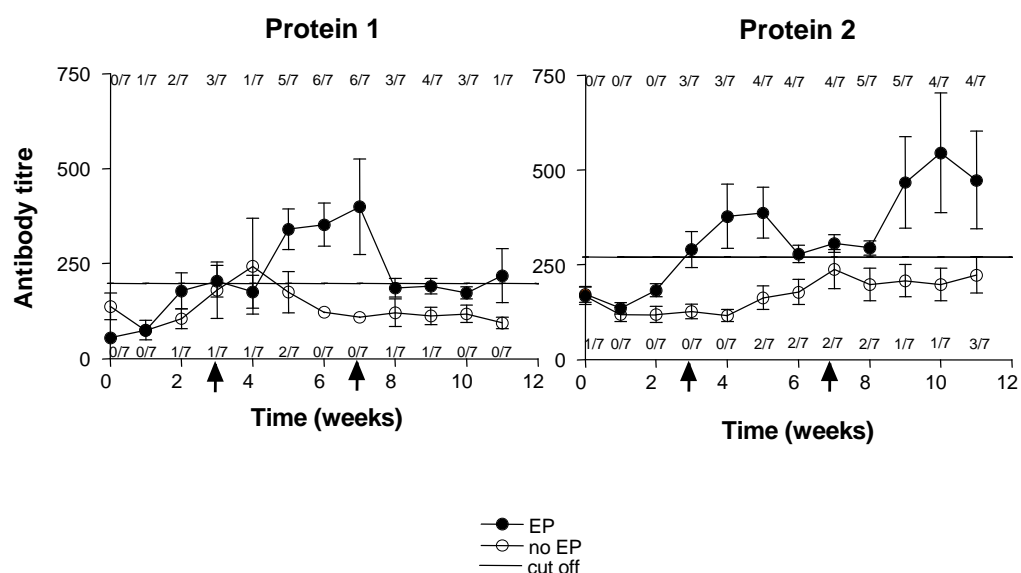 Protein 1
Protein 2
750
0/7 1/7 2/7 3/7 1/7 5/7 6/7 6/7 3/7 4/7 3/7 1/7
750
0/7 0/7 0/7 3/7 3/7 4/7 4/7 4/7 5/7 5/7 4/7 4/7
Antibody titre
500
500
250
250
0
0/7 0/7 1/7 1/7 1/7 2/7 0/7 0/7 1/7 1/7 0/7 0/7
0
1/7 0/7 0/7 0/7 0/7 2/7 2/7 2/7 2/7 1/7 1/7 3/7
0 2 4 6 8 10 12
0 2 4 6 8 10 12
Time (weeks)
Time (weeks)
EP
no EP
cut off